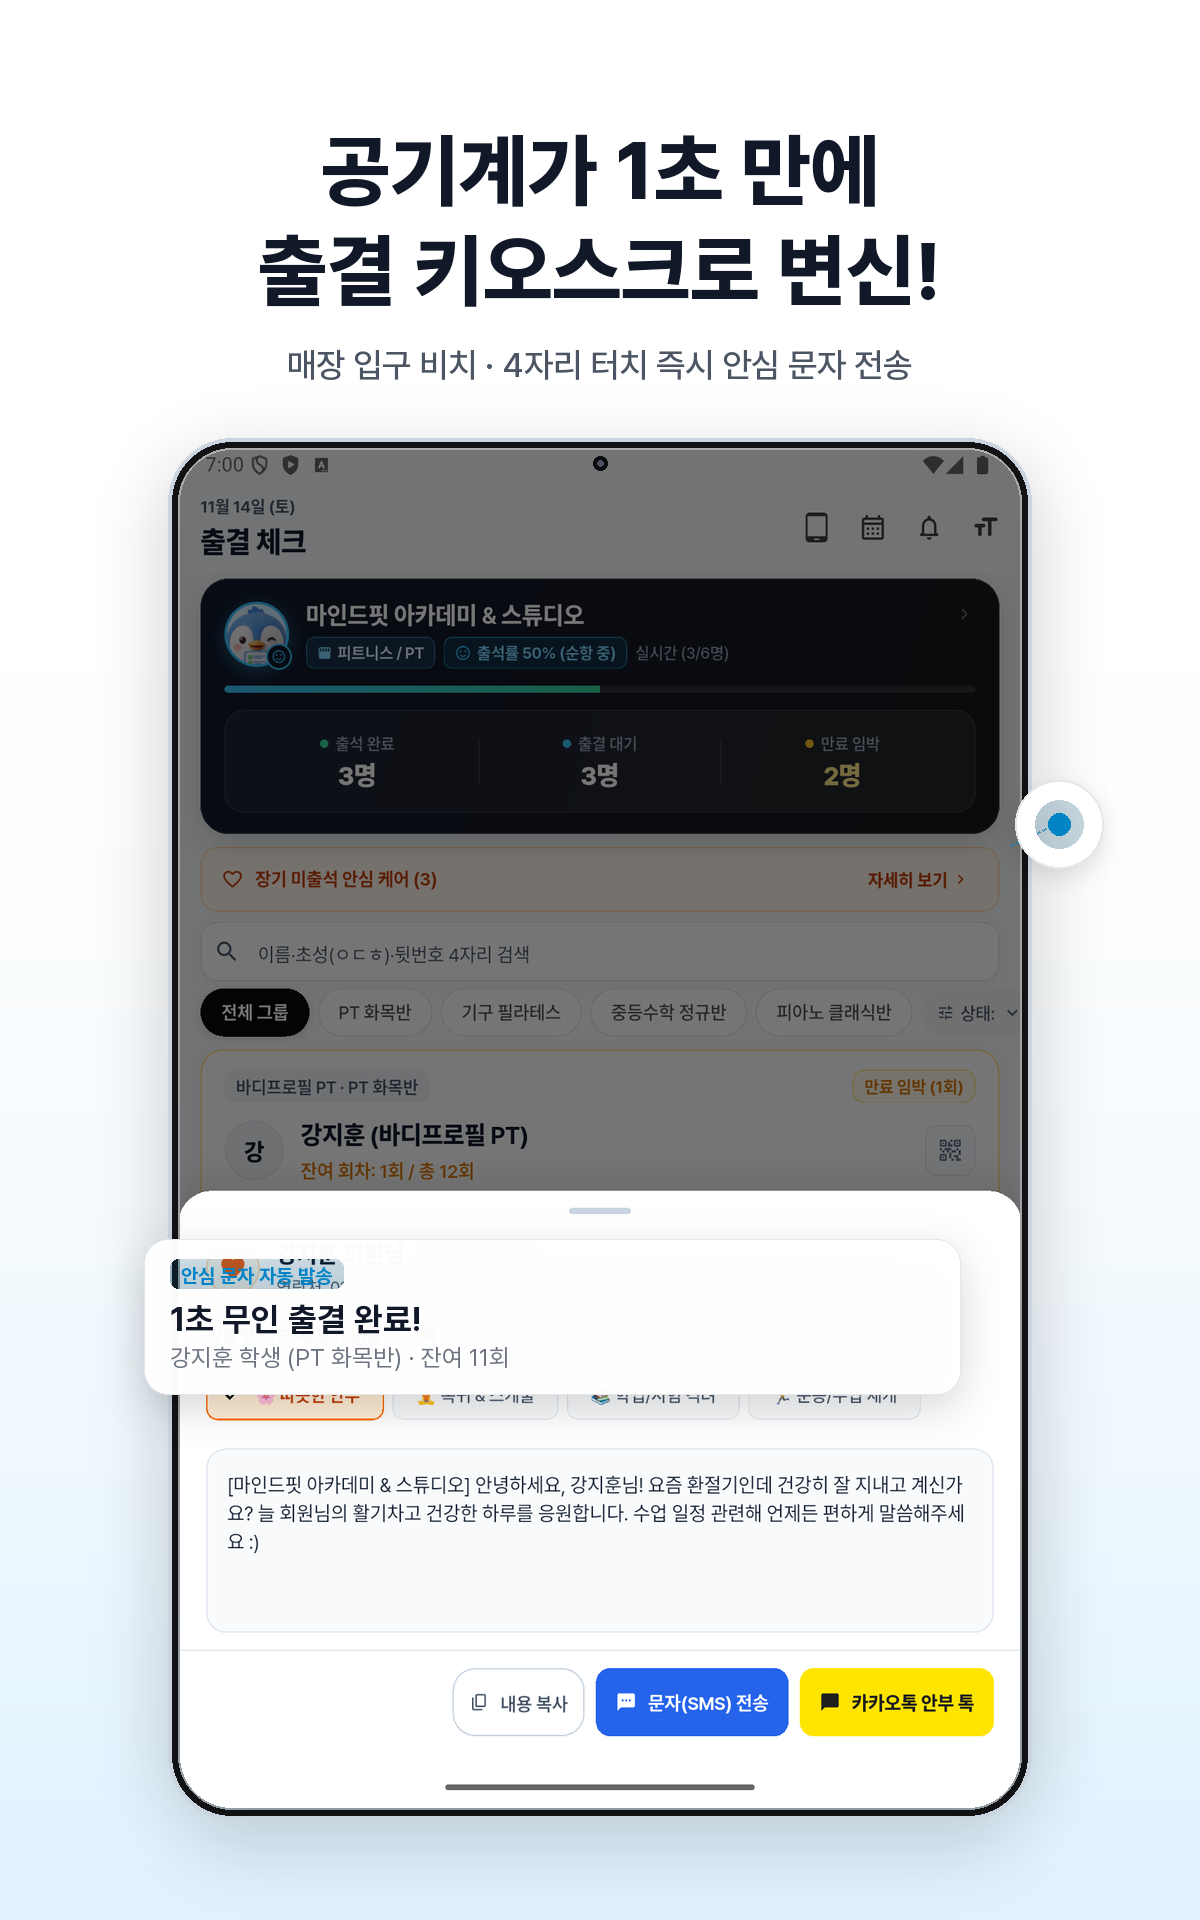 공기계가 1초 만에
출결 키오스크로 변신!
매장 입구 비치 · 4자리 터치 즉시 안심 문자 전송
7:00
A
11월 14일 (토)
출결 체크
마인드핏 아카데미 & 스튜디오
피트니스 / PT
출석률 50% (순항 중)
실시간 (3/6명)
출석 완료
3명
출결 대기
3명
만료 임박
2명
장기 미출석 안심 케어 (3)
자세히 보기
이름·초성(ㅇㄷㅎ)·뒷번호 4자리 검색
전체 그룹
PT 화목반
기구 필라테스
중등수학 정규반
피아노 클래식반
상태:
바디프로필 PT · PT 화목반
만료 임박 (1회)
강
강지훈 (바디프로필 PT)
잔여 회차: 1회 / 총 12회
강지훈 회원님
안심 문자 자동 발송
1초 무인 출결 완료!
강지훈 학생 (PT 화목반) · 잔여 11회
따뜻한 안부
[마인드핏 아카데미 & 스튜디오] 안녕하세요, 강지훈님! 요즘 환절기인데 건강히 잘 지내고 계신가
요? 늘 회원님의 활기차고 건강한 하루를 응원합니다. 수업 일정 관련해 언제든 편하게 말씀해주세
요 :)
내용 복사
문자(SMS) 전송
카카오톡 안부 톡